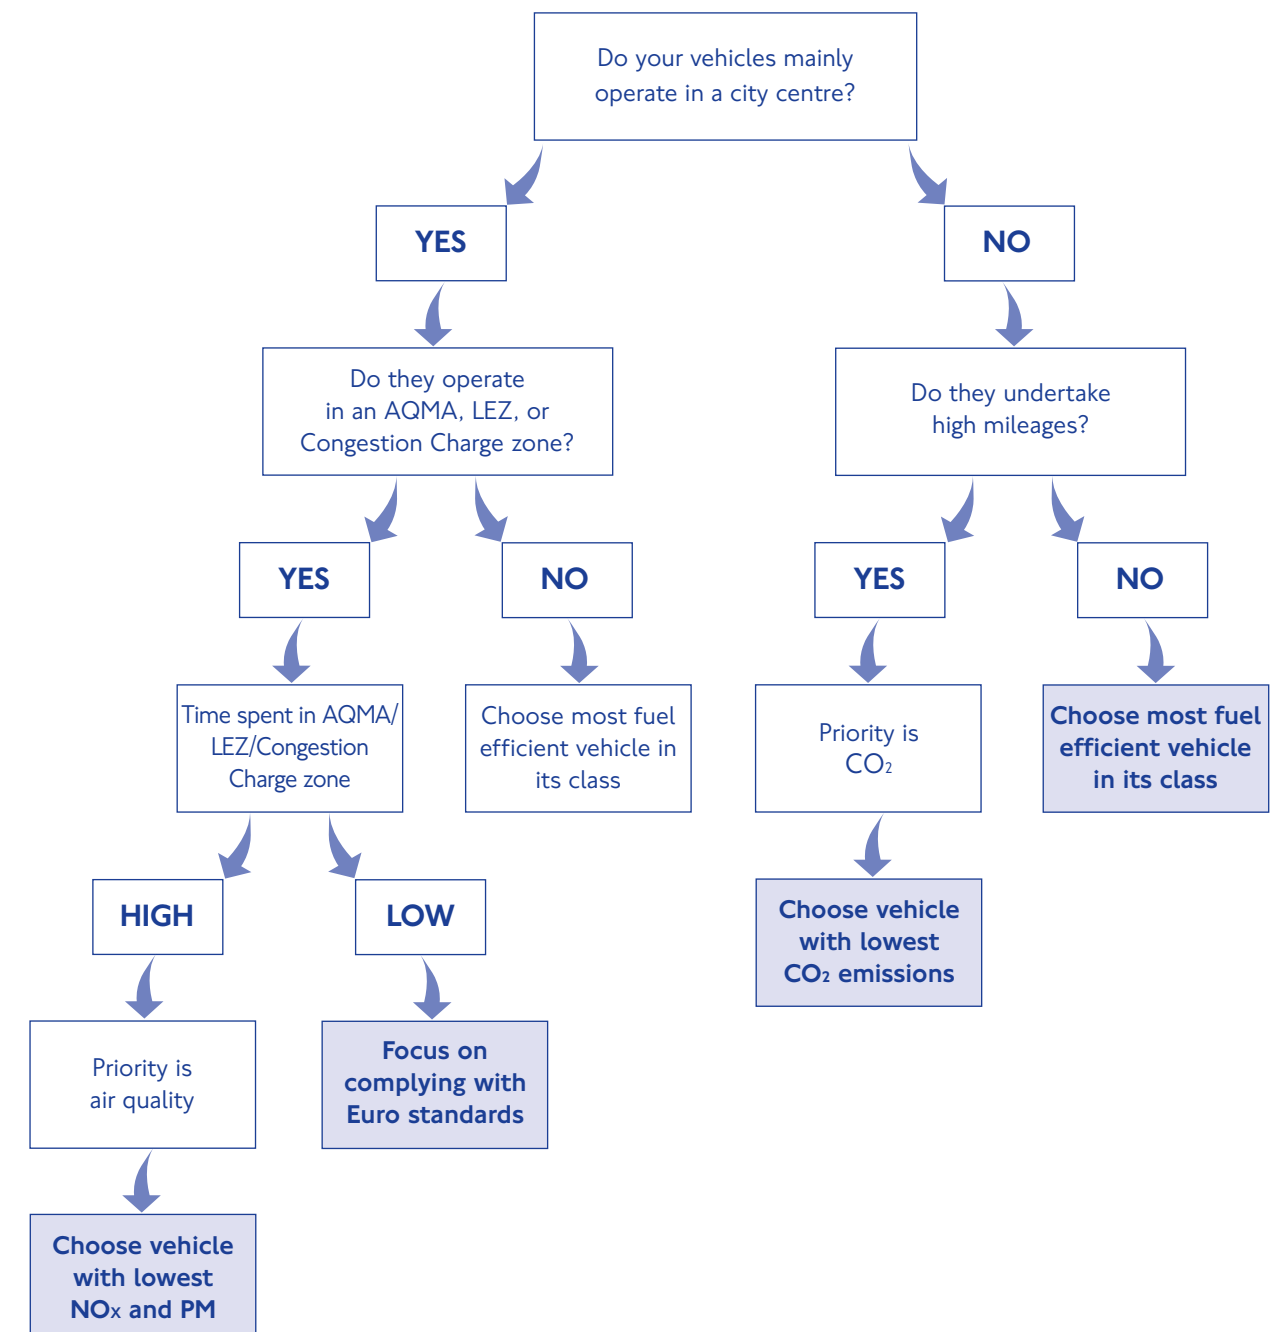 Do your vehicles mainly
operate in a city centre?
YES
NO
Do they operate
in an AQMA, LEZ, or
Congestion Charge zone?
Do they undertake
high mileages?
YES
NO
YES
NO
Time spent in AQMA/
LEZ/Congestion
Charge zone
Choose most fuel
efficient vehicle in
its class
Priority is
CO₂
Choose most fuel
efficient vehicle
in its class
HIGH
LOW
Choose vehicle
with lowest
CO₂ emissions
Priority is
air quality
Focus on
complying with
Euro standards
Choose vehicle
with lowest
NOx and PM